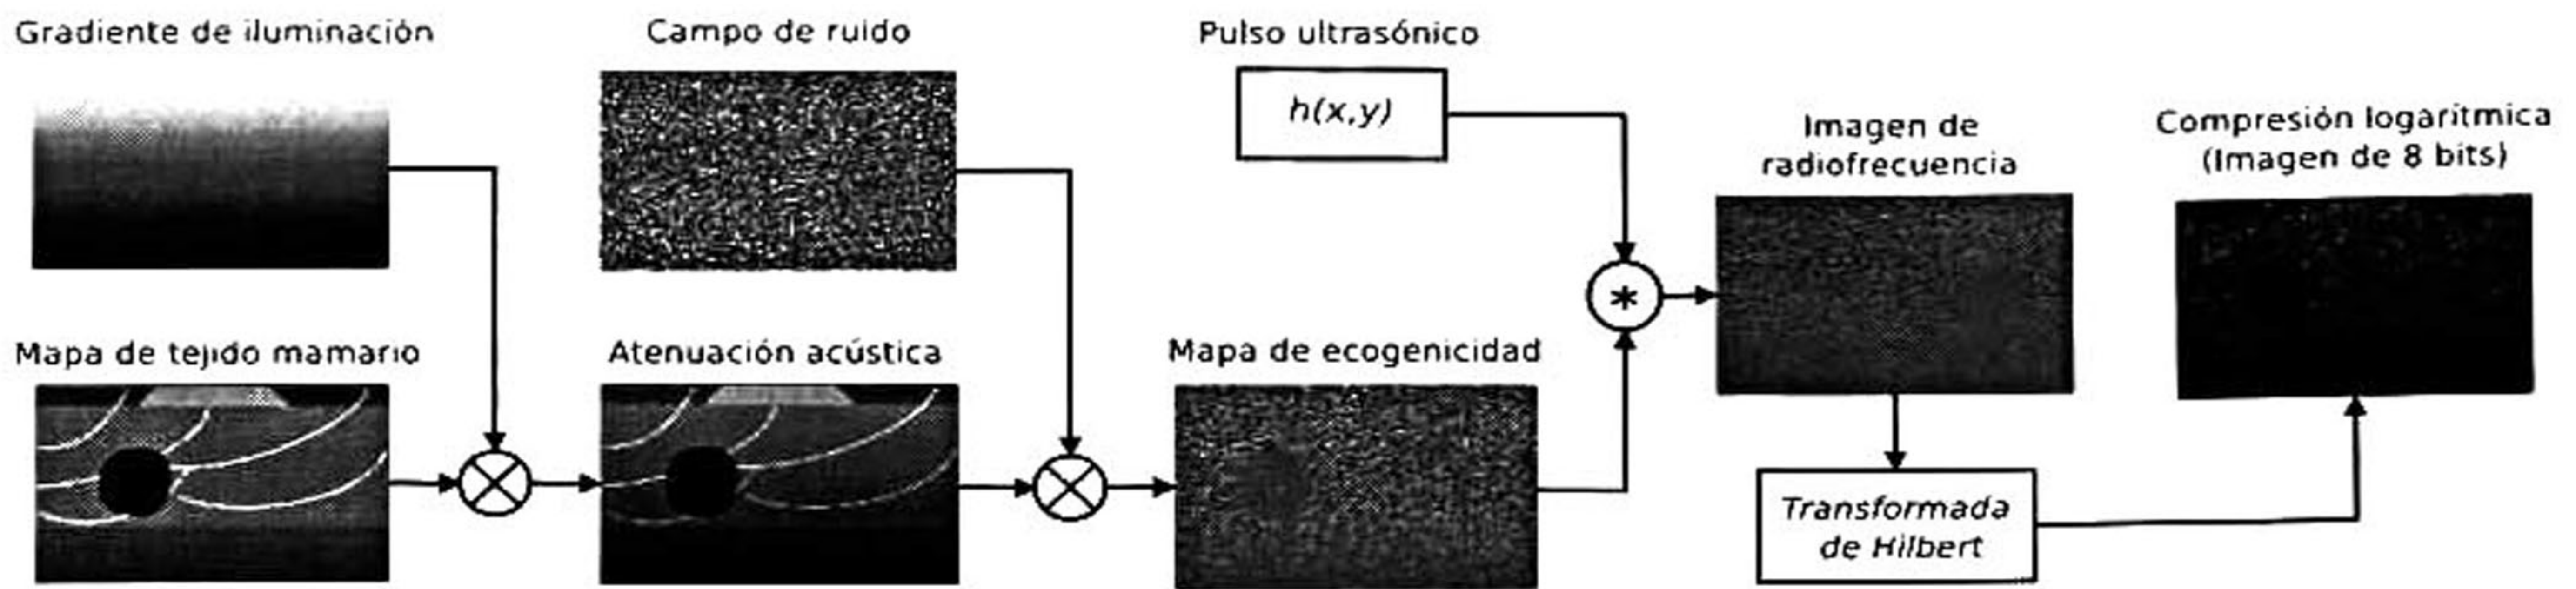 Gradiente de iluminación
Campo de ruido
Pulso ultrasónico
h(x,y)
Imagen de
radiofrecuencia
Compresión logarítmica
(Imagen de 8 bits)
*
Mapa de tejido mamario
Atenuación acústica
Mapa de ecogenicidad
Transformada
de Hilbert